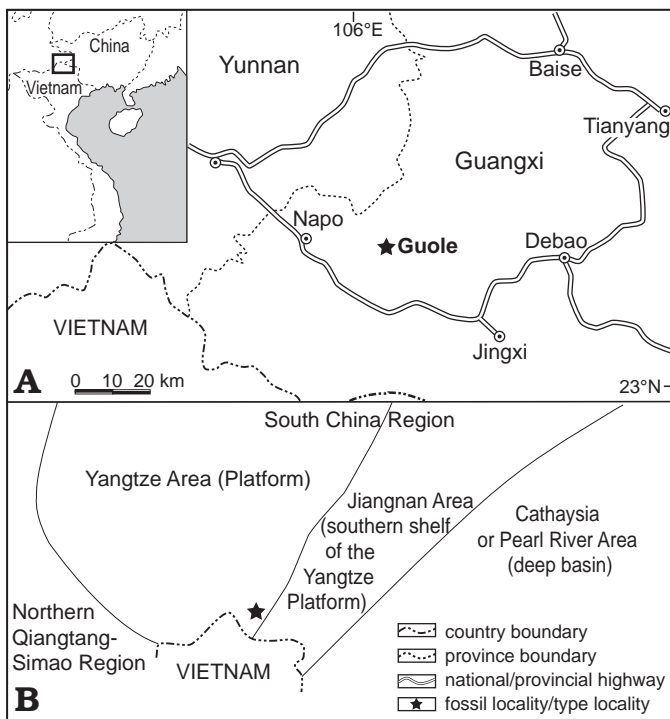 106°E
China
Vietnam
Yunnan
Baise
Tianyang
Guangxi
Napo
Guole
Debao
VIETNAM
Jingxi
A
0 10 20 km
23°N
South China Region
Yangtze Area (Platform)
Jiangnan Area
(southern shelf
of the
Yangtze
Platform)
Cathaysia
or Pearl River Area
(deep basin)
Northern
Qiangtang-
Simao Region
VIETNAM
B
country boundary
province boundary
national/provincial highway
fossil locality/type locality